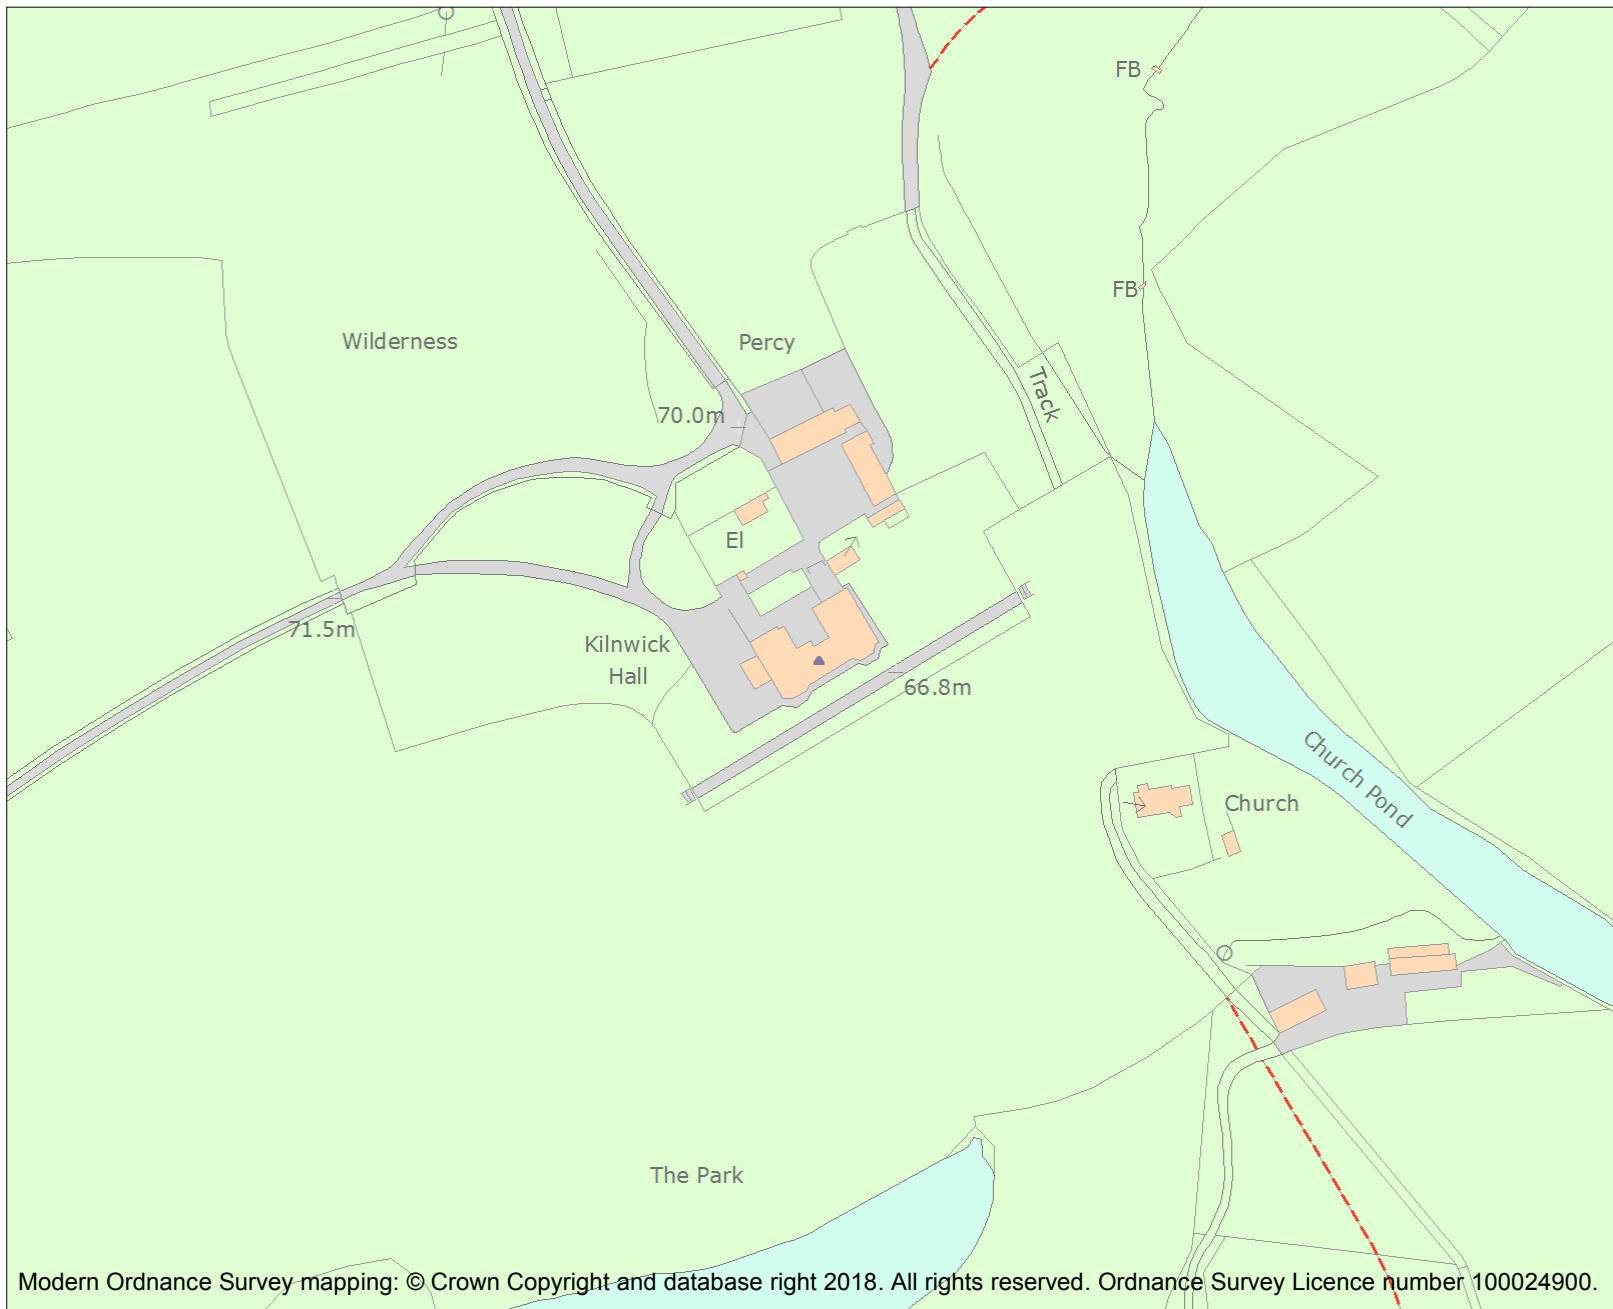 FB
FB
Wilderness
Percy
Track
70.0m
El
71.5m
Kilnwick
Hall
66.8m
Church Pond
Church
The Park
Modern Ordnance Survey mapping: © Crown Copyright and database right 2018. All rights reserved. Ordnance Survey Licence number 100024900.